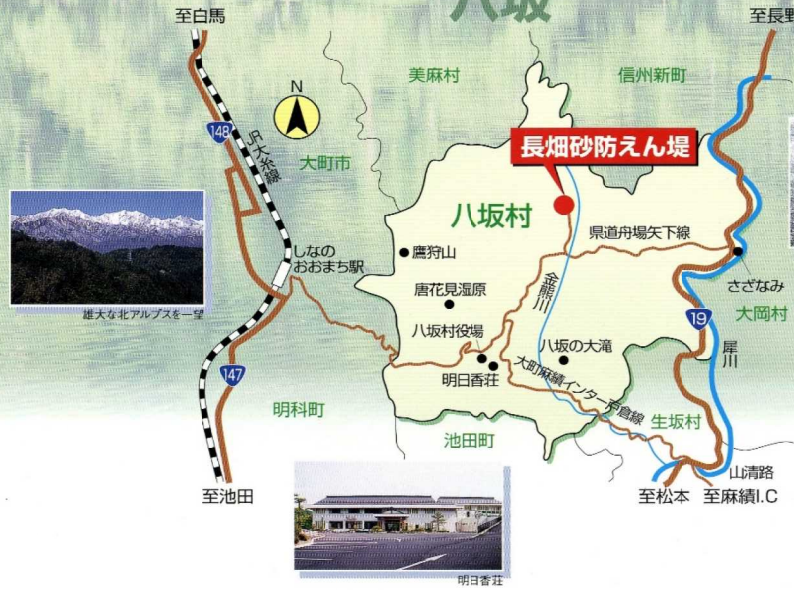 八坂
至白馬
至長野
美麻村
信州新町
N
148
JR大糸線
大町市
長畑砂防えん堤
八坂村
県道舟場矢下線
鷹狩山
しなの
おおまち駅
金熊川
さざなみ
唐花見湿原
大岡村
雄大な北アルプスを一望
19
八坂村役場
八坂の大滝
犀川
147
明日香荘
大町麻績インター戸倉線
明科町
生坂村
池田町
山清路
至池田
至松本
至麻績I.C
明日香荘